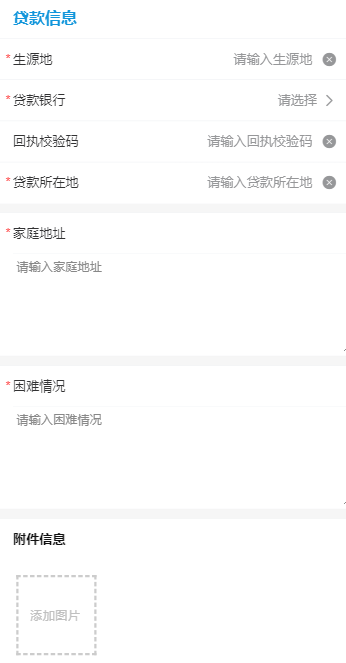 贷款信息
* 生源地 请输入生源地
* 贷款银行 请选择
回执校验码 请输入回执校验码
* 贷款所在地 请输入贷款所在地
* 家庭地址
请输入家庭地址
* 困难情况
请输入困难情况
附件信息
添加图片